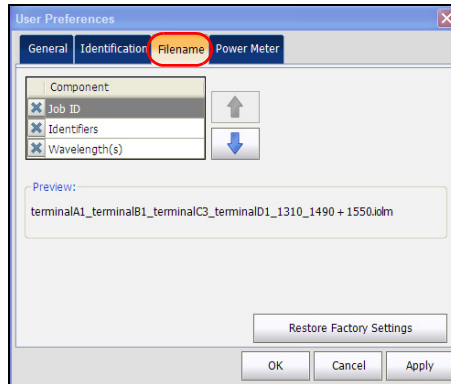 User Preferences
General Identification Filename Power Meter
Component
Job ID
Identifiers
Wavelength(s)
Preview:
terminalA1_terminalB1_terminalC3_terminalD1_1310_1490 + 1550.iolm
Restore Factory Settings
OK Cancel Apply